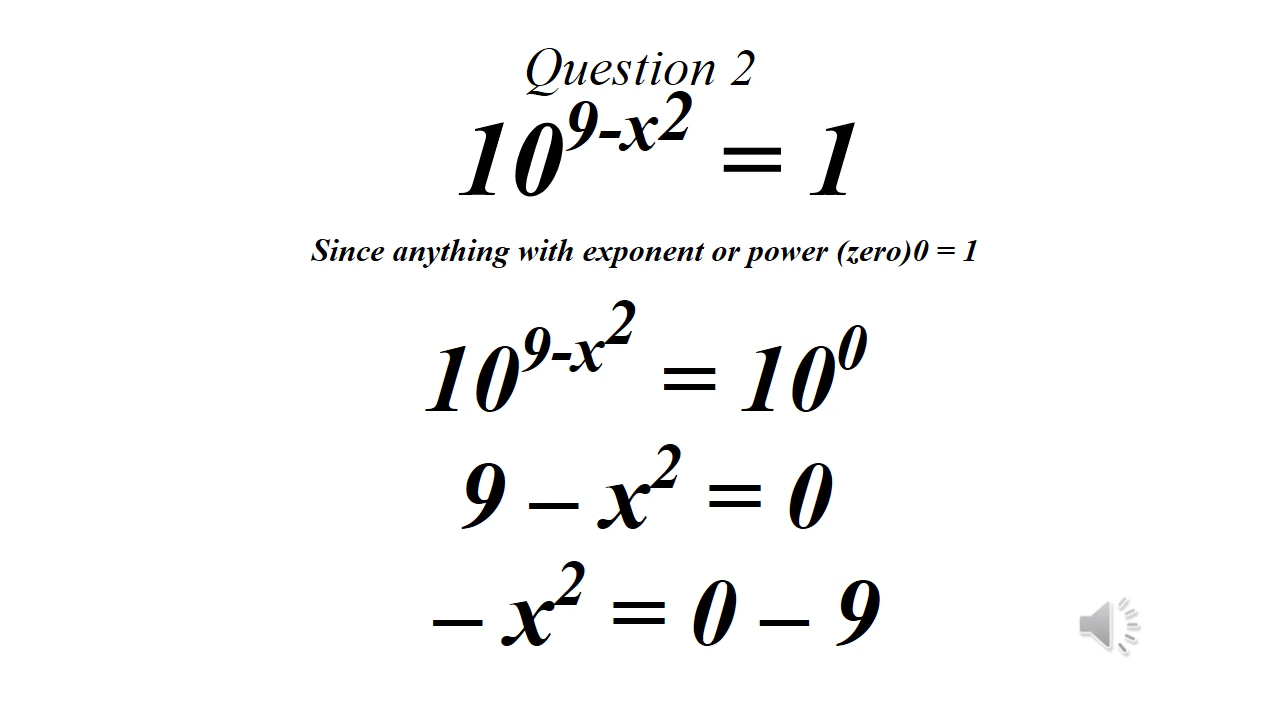 Question 2
10^{9-x^2} = 1
Since anything with exponent or power (zero)0 = 1
10^{9-x^2} = 10^0
9 – x^2 = 0
– x^2 = 0 – 9